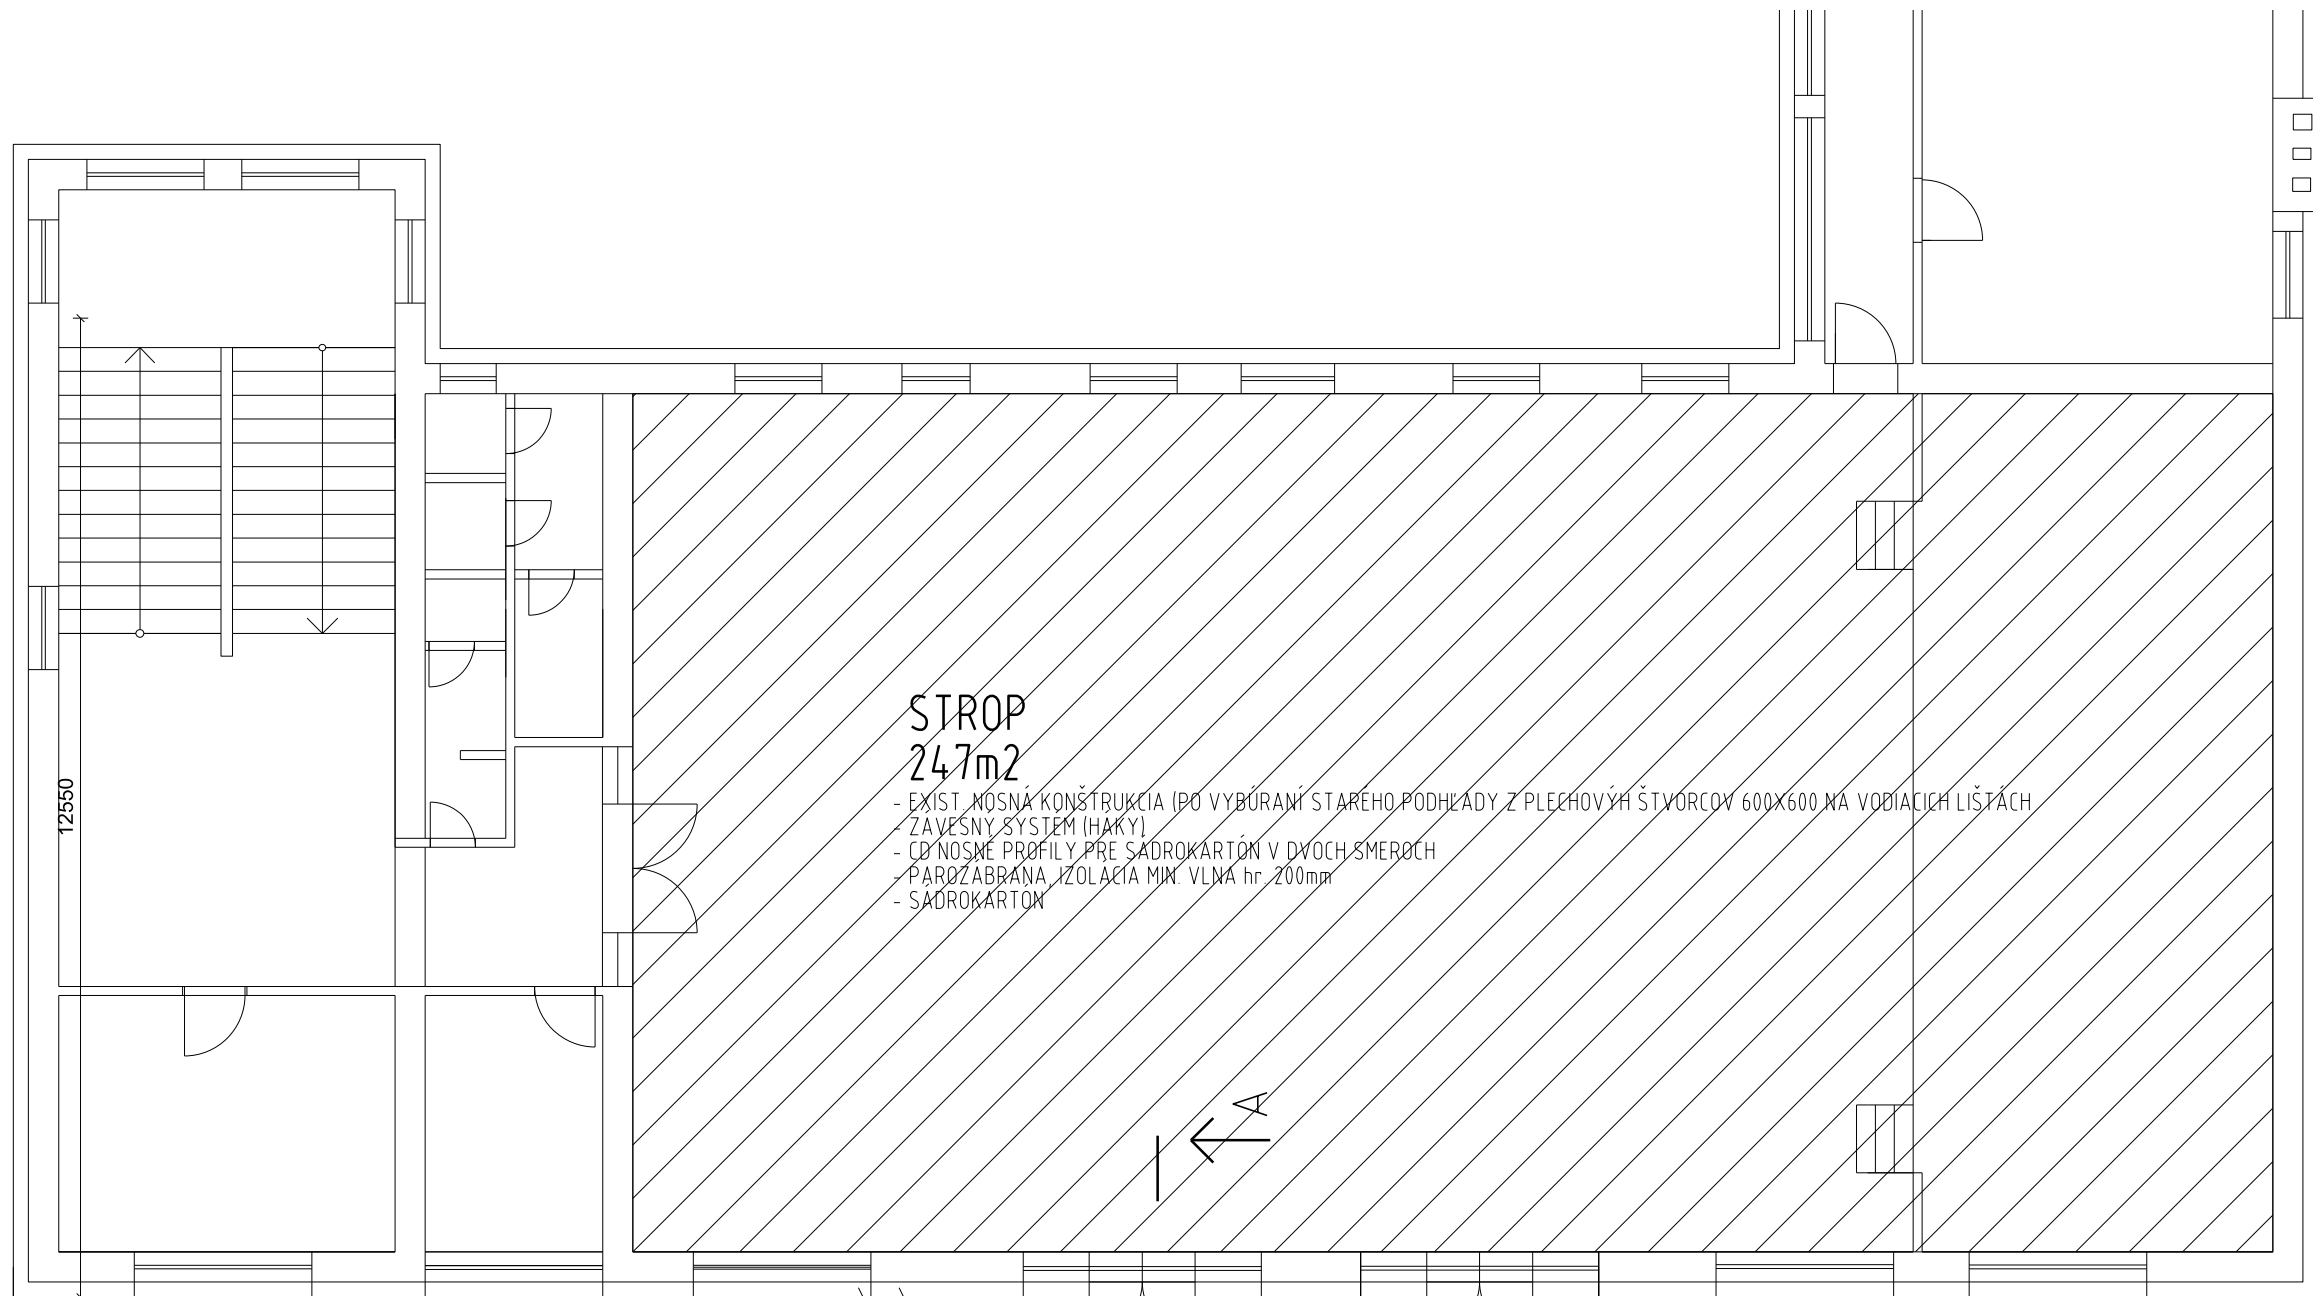 STROP
247m2
- EXIST. NOSNÁ KONŠTRUKCIA (PO VYBÚRANÍ STARÉHO PODHĽADY Z PLECHOVÝH ŠTVORCOV 600X600 NA VODIACICH LIŠTÁCH
- ZÁVESNÝ SYSTÉM (HÁKY)
- CD NOSNÉ PROFILY PRE SÁDROKARTÓN V DVOCH SMEROCH
- PAROZÁBRANA, IZOLÁCIA MIN. VLNA hr. 200mm
- SÁDROKARTÓN
12550
A